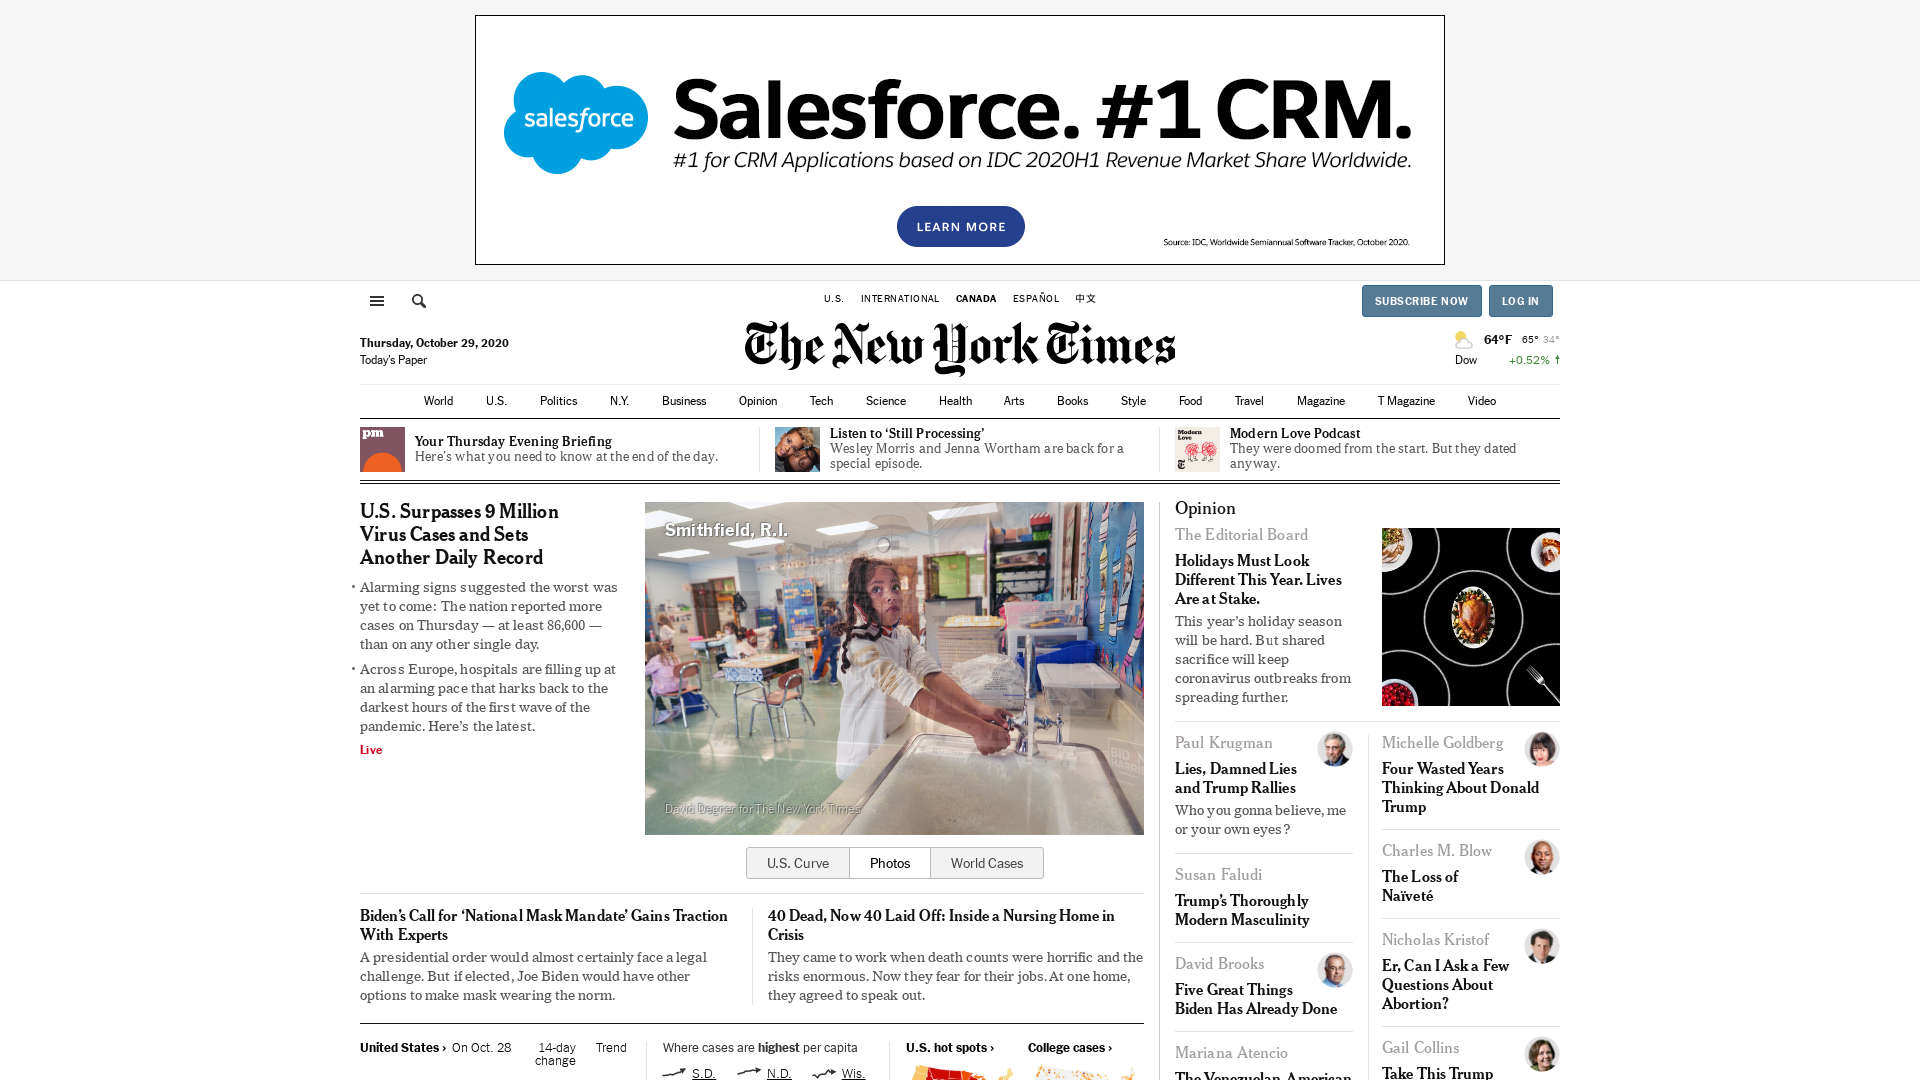 salesforce
Salesforce. #1 CRM.
#1 for CRM Applications based on IDC 2020H1 Revenue Market Share Worldwide.
LEARN MORE
Source: IDC, Worldwide Semiannual Software Tracker, October 2020.
U.S. INTERNATIONAL CANADA ESPAÑOL 中文
SUBSCRIBE NOW LOG IN
Thursday, October 29, 2020
Today's Paper
The New York Times
64°F 65° 34°
Dow +0.52% ↑
World U.S. Politics N.Y. Business Opinion Tech Science Health Arts Books Style Food Travel Magazine T Magazine Video
pm
Your Thursday Evening Briefing
Here's what you need to know at the end of the day.
Listen to ‘Still Processing’
Wesley Morris and Jenna Wortham are back for a
special episode.
Modern
Love
Modern Love Podcast
They were doomed from the start. But they dated
anyway.
U.S. Surpasses 9 Million
Virus Cases and Sets
Another Daily Record
• Alarming signs suggested the worst was
yet to come: The nation reported more
cases on Thursday — at least 86,600 —
than on any other single day.
• Across Europe, hospitals are filling up at
an alarming pace that harks back to the
darkest hours of the first wave of the
pandemic. Here’s the latest.
Live
Smithfield, R.I.
David Degner for The New York Times
U.S. Curve Photos World Cases
Biden’s Call for ‘National Mask Mandate’ Gains Traction
With Experts
A presidential order would almost certainly face a legal
challenge. But if elected, Joe Biden would have other
options to make mask wearing the norm.
40 Dead, Now 40 Laid Off: Inside a Nursing Home in
Crisis
They came to work when death counts were horrific and the
risks enormous. Now they fear for their jobs. At one home,
they agreed to speak out.
United States › On Oct. 28 14-day
change Trend
Where cases are highest per capita
S.D. N.D. Wis.
U.S. hot spots ›
College cases ›
Opinion
The Editorial Board
Holidays Must Look
Different This Year. Lives
Are at Stake.
This year’s holiday season
will be hard. But shared
sacrifice will keep
coronavirus outbreaks from
spreading further.
Paul Krugman
Lies, Damned Lies
and Trump Rallies
Who you gonna believe, me
or your own eyes?
Susan Faludi
Trump’s Thoroughly
Modern Masculinity
David Brooks
Five Great Things
Biden Has Already Done
Mariana Atencio
The Venezuelan-American
Michelle Goldberg
Four Wasted Years
Thinking About Donald
Trump
Charles M. Blow
The Loss of
Naïveté
Nicholas Kristof
Er, Can I Ask a Few
Questions About
Abortion?
Gail Collins
Take This Trump